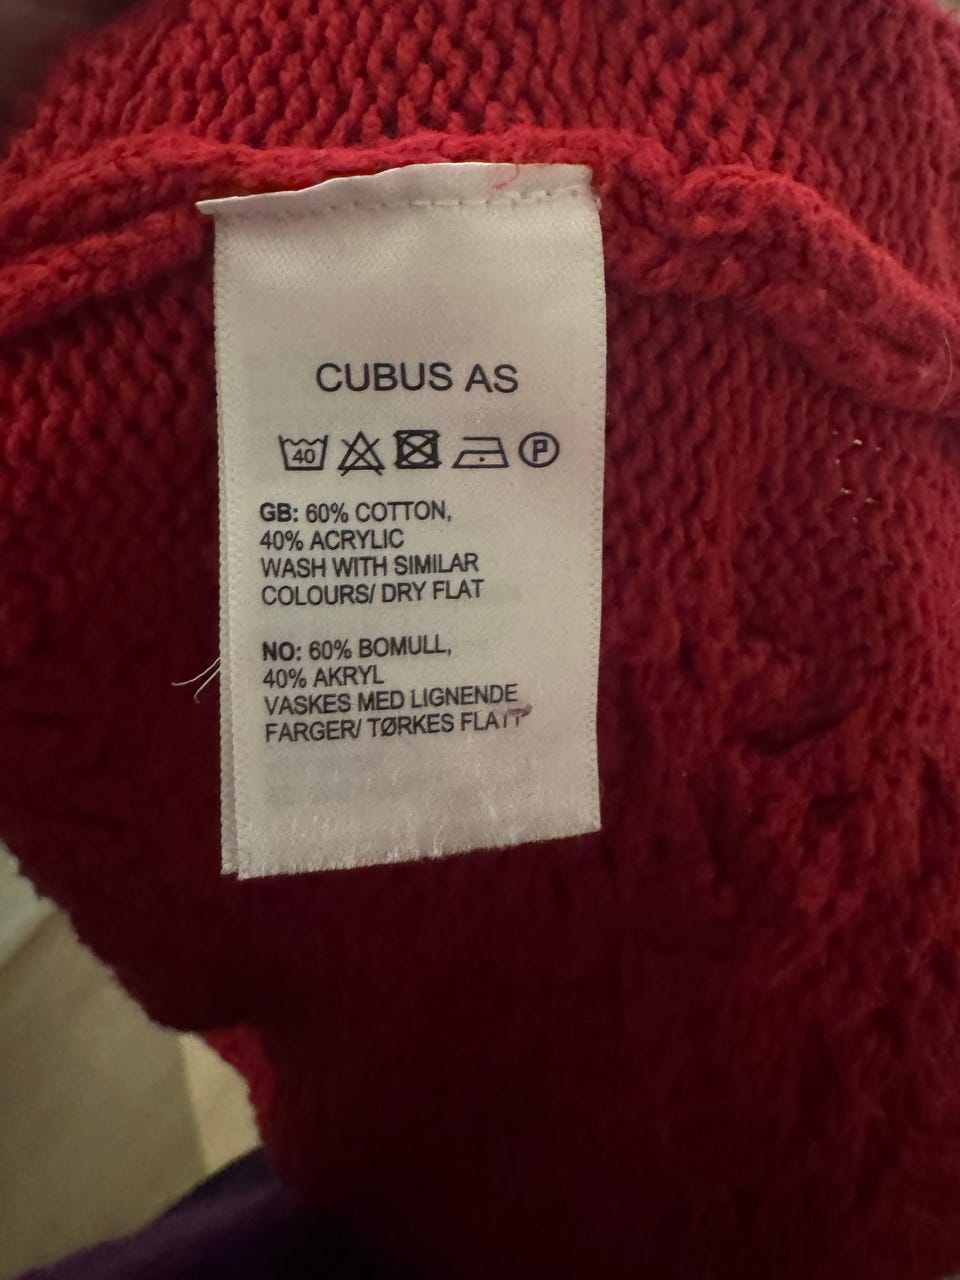 CUBUS AS
40 P
GB: 60% COTTON,
40% ACRYLIC
WASH WITH SIMILAR
COLOURS/ DRY FLAT
NO: 60% BOMULL,
40% AKRYL
VASKES MED LIGNENDE
FARGER/ TØRKES FLATT